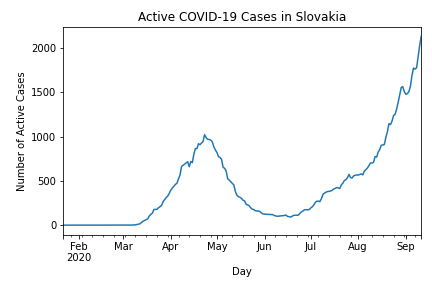 Active COVID-19 Cases in Slovakia
Number of Active Cases
2000
1500
1000
500
0
Feb Mar Apr May Jun Jul Aug Sep
2020
Day